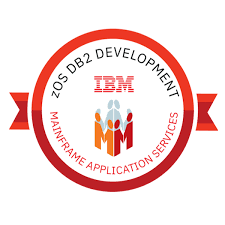 zOS DB2 DEVELOPMENT
IBM
MAINFRAME APPLICATION SERVICES